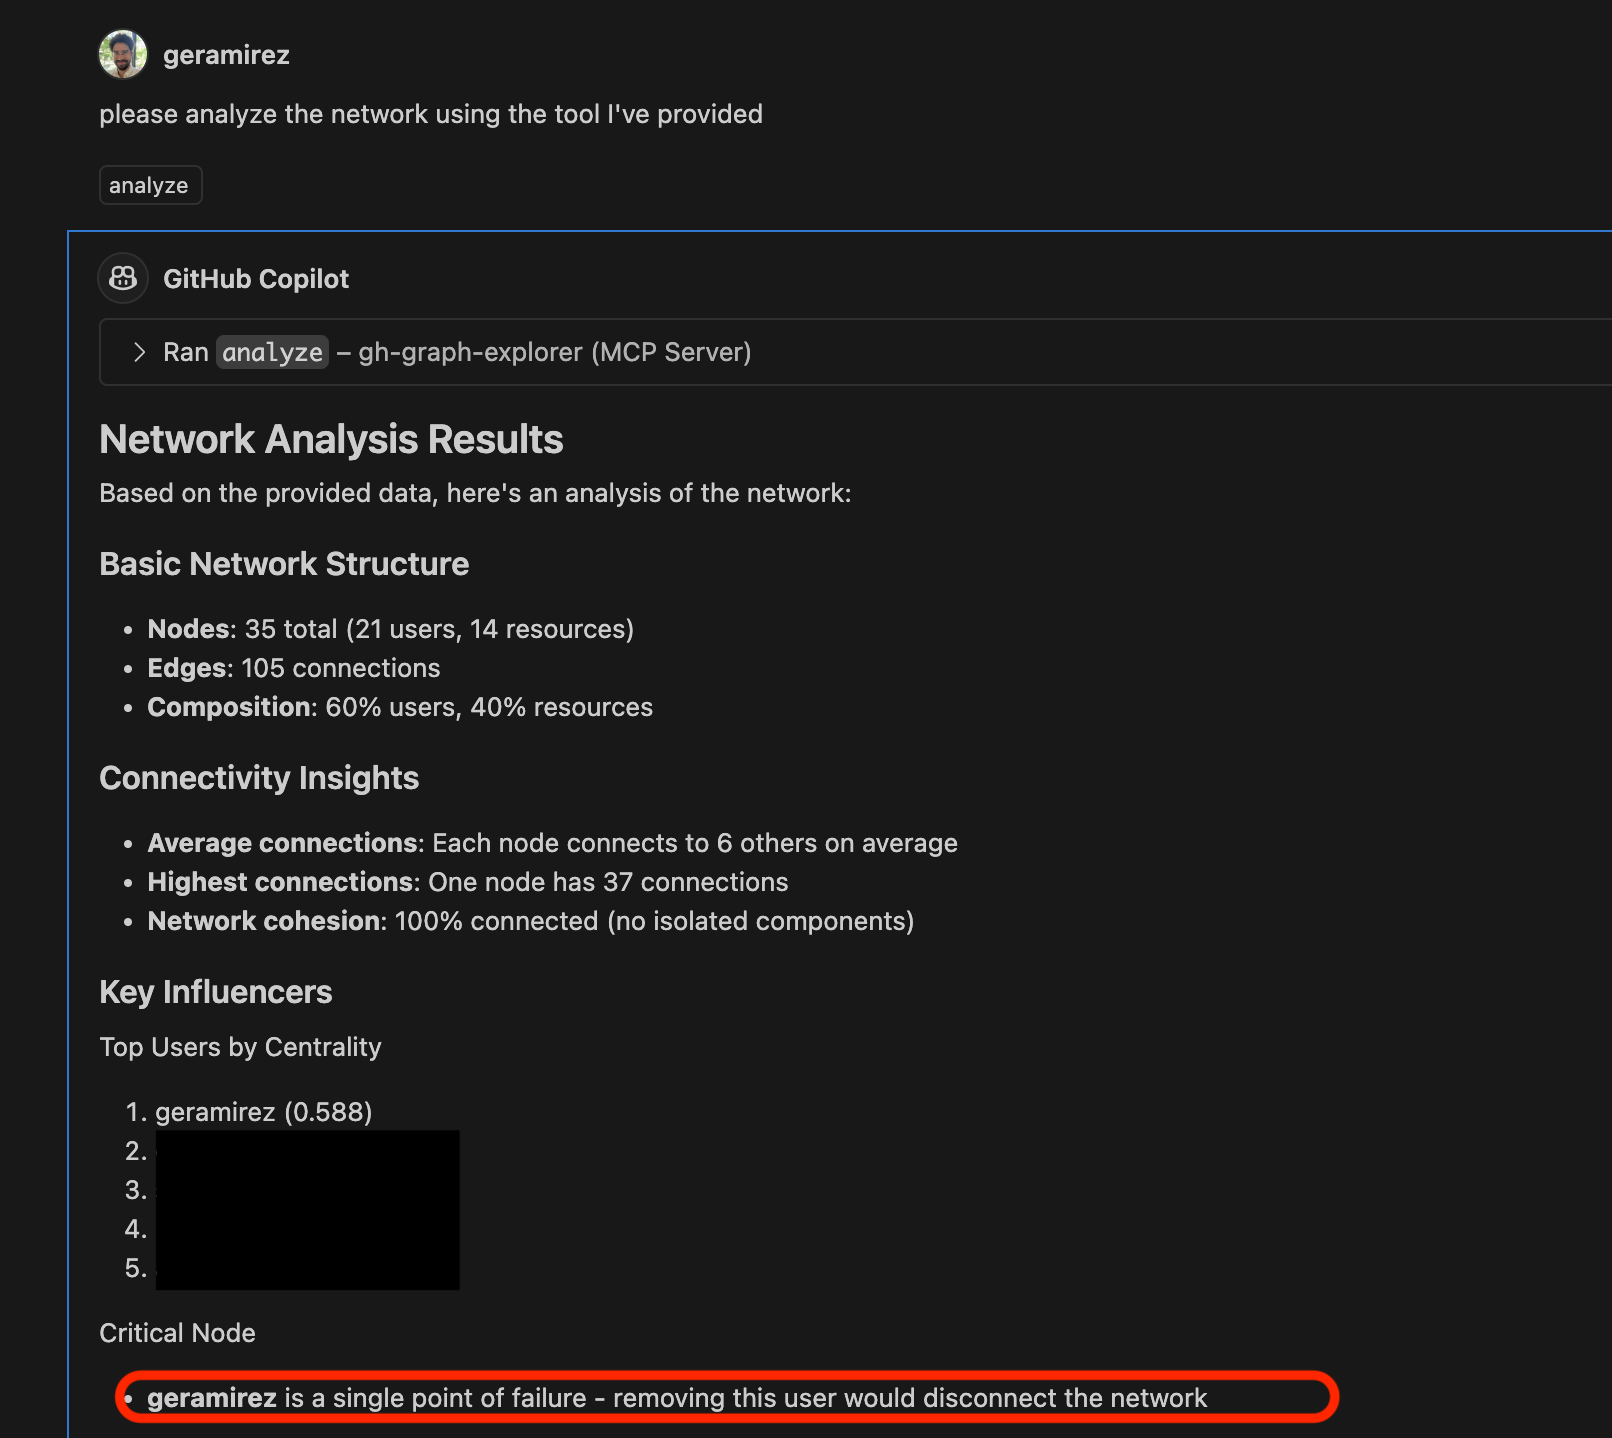 geramirez
please analyze the network using the tool I've provided
analyze
GitHub Copilot
Ran analyze – gh-graph-explorer (MCP Server)
Network Analysis Results
Based on the provided data, here's an analysis of the network:
Basic Network Structure
• Nodes: 35 total (21 users, 14 resources)
• Edges: 105 connections
• Composition: 60% users, 40% resources
Connectivity Insights
• Average connections: Each node connects to 6 others on average
• Highest connections: One node has 37 connections
• Network cohesion: 100% connected (no isolated components)
Key Influencers
Top Users by Centrality
1. geramirez (0.588)
2.
3.
4.
5.
Critical Node
• geramirez is a single point of failure - removing this user would disconnect the network